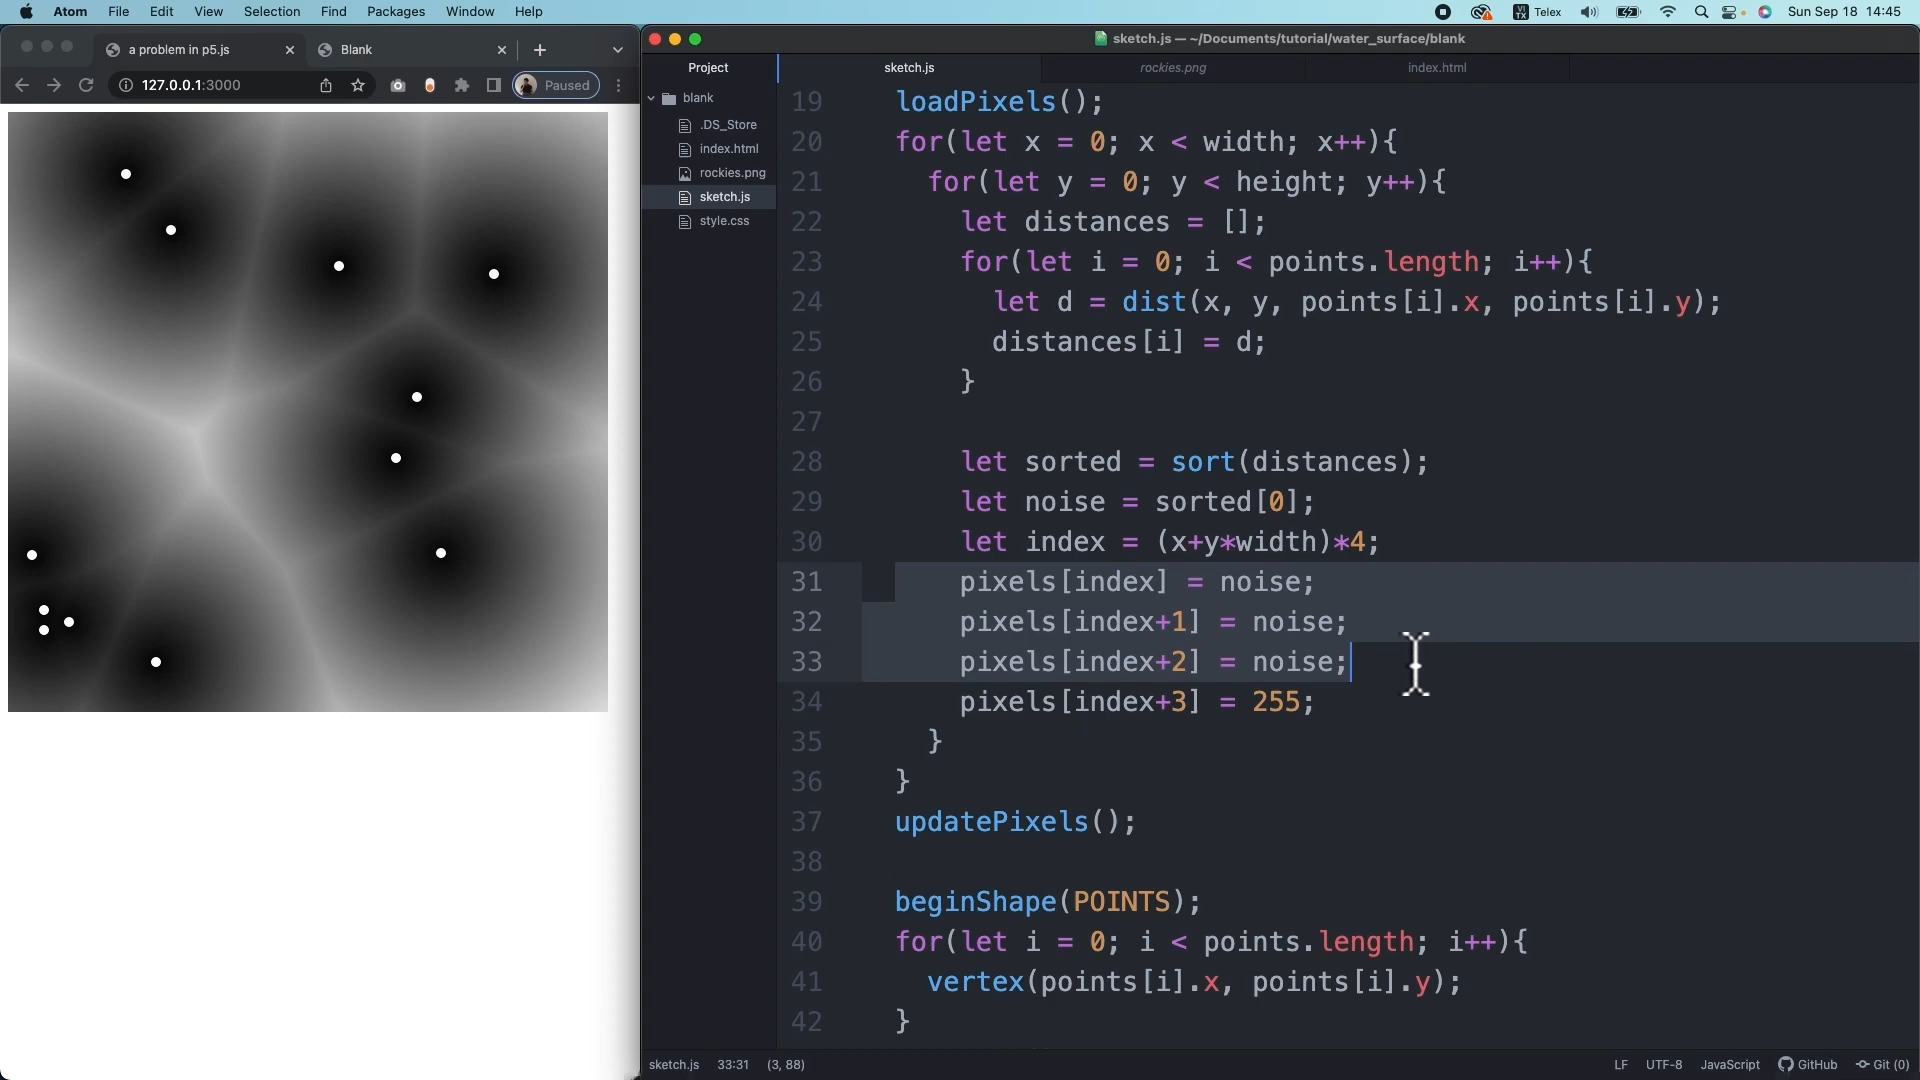 Atom File Edit View Selection Find Packages Window Help
VI TX Telex Sun Sep 18 14:45
a problem in p5.js
Blank
127.0.0.1:3000
Paused
sketch.js — ~/Documents/tutorial/water_surface/blank
Project
blank
.DS_Store
index.html
rockies.png
sketch.js
style.css
sketch.js
rockies.png
index.html
19 loadPixels();
20 for(let x = 0; x < width; x++){
21 for(let y = 0; y < height; y++){
22 let distances = [];
23 for(let i = 0; i < points.length; i++){
24 let d = dist(x, y, points[i].x, points[i].y);
25 distances[i] = d;
26 }
27
28 let sorted = sort(distances);
29 let noise = sorted[0];
30 let index = (x+y*width)*4;
31 pixels[index] = noise;
32 pixels[index+1] = noise;
33 pixels[index+2] = noise;
34 pixels[index+3] = 255;
35 }
36 }
37 updatePixels();
38
39 beginShape(POINTS);
40 for(let i = 0; i < points.length; i++){
41 vertex(points[i].x, points[i].y);
42 }
sketch.js 33:31 (3, 88)
LF UTF-8 JavaScript GitHub Git (0)